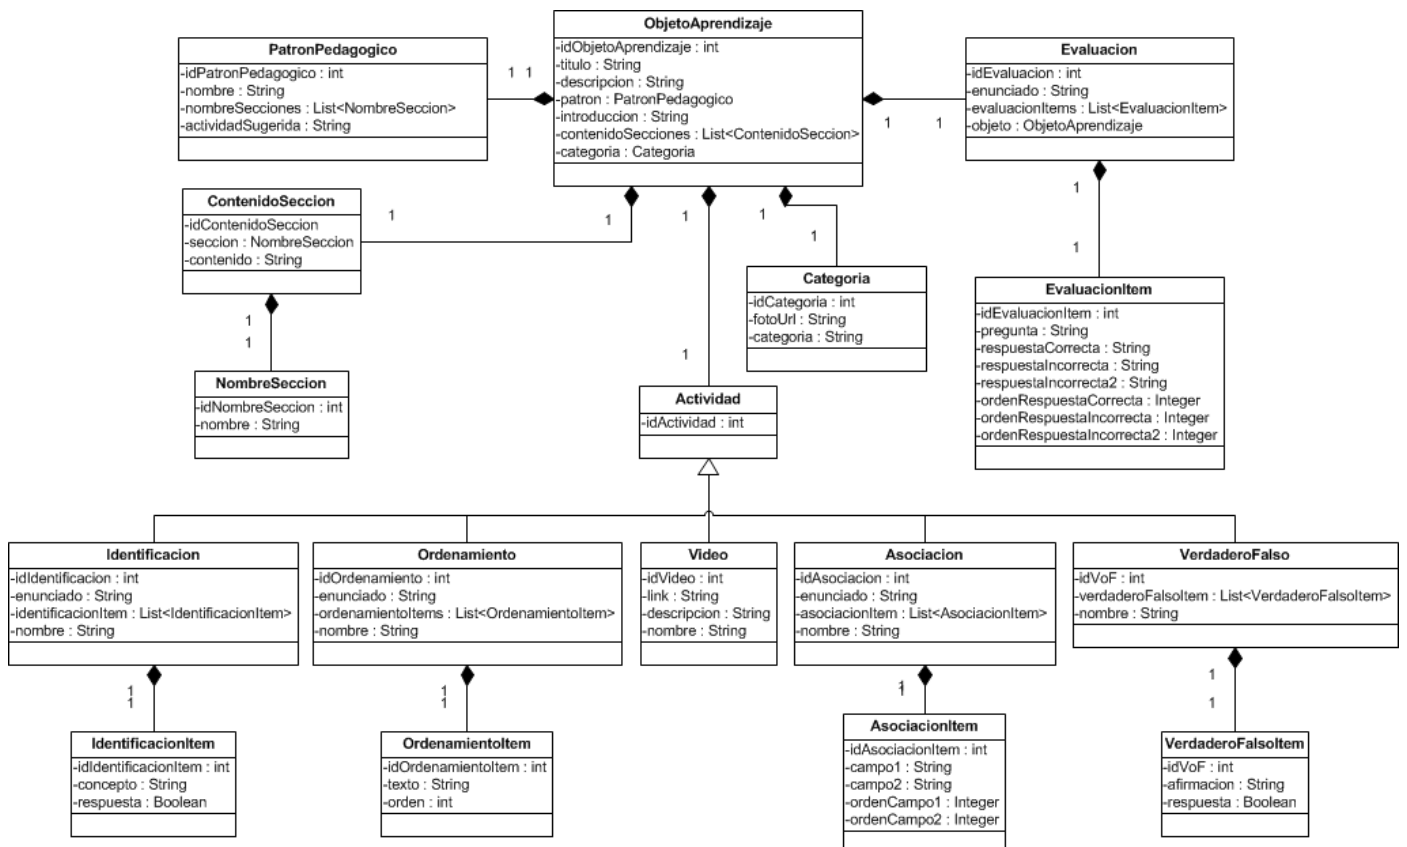 PatronPedagogico
-idPatronPedagogico : int
-nombre : String
-nombreSecciones : List<NombreSeccion>
-actividadSugerida : String
1 1
ObjetoAprendizaje
-idObjetoAprendizaje : int
-titulo : String
-descripcion : String
-patron : PatronPedagogico
-introduccion : String
-contenidoSecciones : List<ContenidoSeccion>
-categoria : Categoria
1 1
Evaluacion
-idEvaluacion : int
-enunciado : String
-evaluacionItems : List<EvaluacionItem>
-objeto : ObjetoAprendizaje
1
1
ContenidoSeccion
-idContenidoSeccion
-seccion : NombreSeccion
-contenido : String
1 1
1
1
1
1
1
1
NombreSeccion
-idNombreSeccion : int
-nombre : String
Actividad
-idActividad : int
Categoria
-idCategoria : int
-fotoUrl : String
-categoria : String
EvaluacionItem
-idEvaluacionItem : int
-pregunta : String
-respuestaCorrecta : String
-respuestaIncorrecta : String
-respuestaIncorrecta2 : String
-ordenRespuestaCorrecta : Integer
-ordenRespuestaIncorrecta : Integer
-ordenRespuestaIncorrecta2 : Integer
Identificacion
-idIdentificacion : int
-enunciado : String
-identificacionItem : List<IdentificacionItem>
-nombre : String
1
1
Ordenamiento
-idOrdenamiento : int
-enunciado : String
-ordenamientoItems : List<OrdenamientoItem>
-nombre : String
1
1
Video
-idVideo : int
-link : String
-descripcion : String
-nombre : String
Asociacion
-idAsociacion : int
-enunciado : String
-asociacionItem : List<AsociacionItem>
-nombre : String
1
1
VerdaderoFalso
-idVoF : int
-verdaderoFalsoItem : List<VerdaderoFalsoItem>
-nombre : String
1
1
IdentificacionItem
-idIdentificacionItem : int
-concepto : String
-respuesta : Boolean
OrdenamientoItem
-idOrdenamientoItem : int
-texto : String
-orden : int
AsociacionItem
-idAsociacionItem : int
-campo1 : String
-campo2 : String
-ordenCampo1 : Integer
-ordenCampo2 : Integer
VerdaderoFalsoItem
-idVoF : int
-afirmacion : String
-respuesta : Boolean